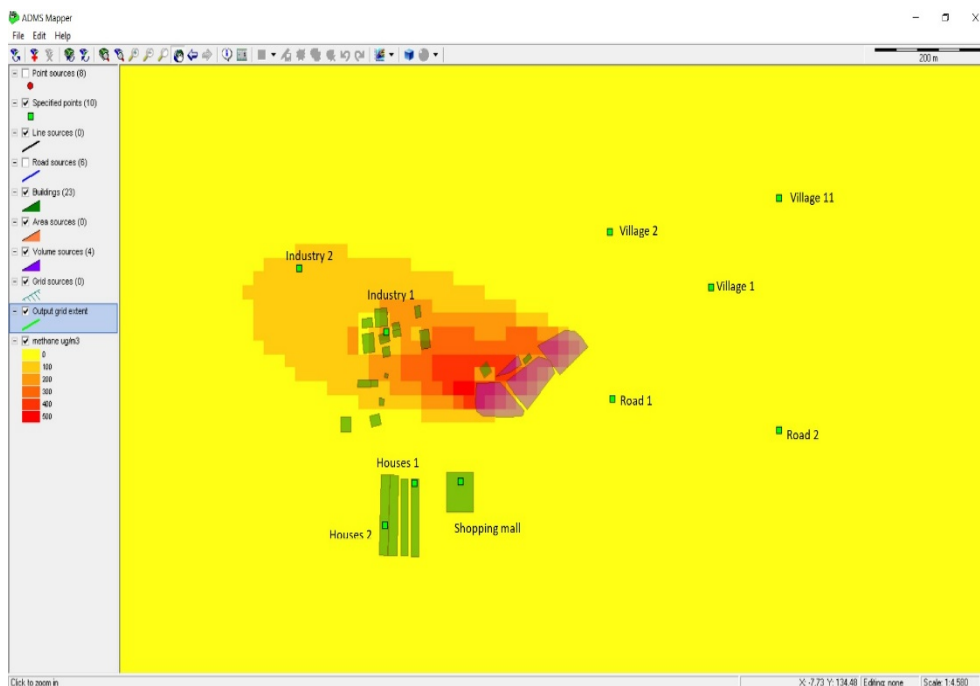 ADMS Mapper
File Edit Help
200 m
Point sources (8)
Specified points (10)
Line sources (0)
Road sources (6)
Buildings (23)
Area sources (0)
Volume sources (4)
Grid sources (0)
Output grid extent
methane ug/m3
0
100
200
300
400
500
Village 11
Village 2
Industry 2
Village 1
Industry 1
Road 1
Road 2
Houses 1
Shopping mall
Houses 2
Click to zoom in
X: -7.73 Y: 134.48 Editing: none Scale: 1:4.580